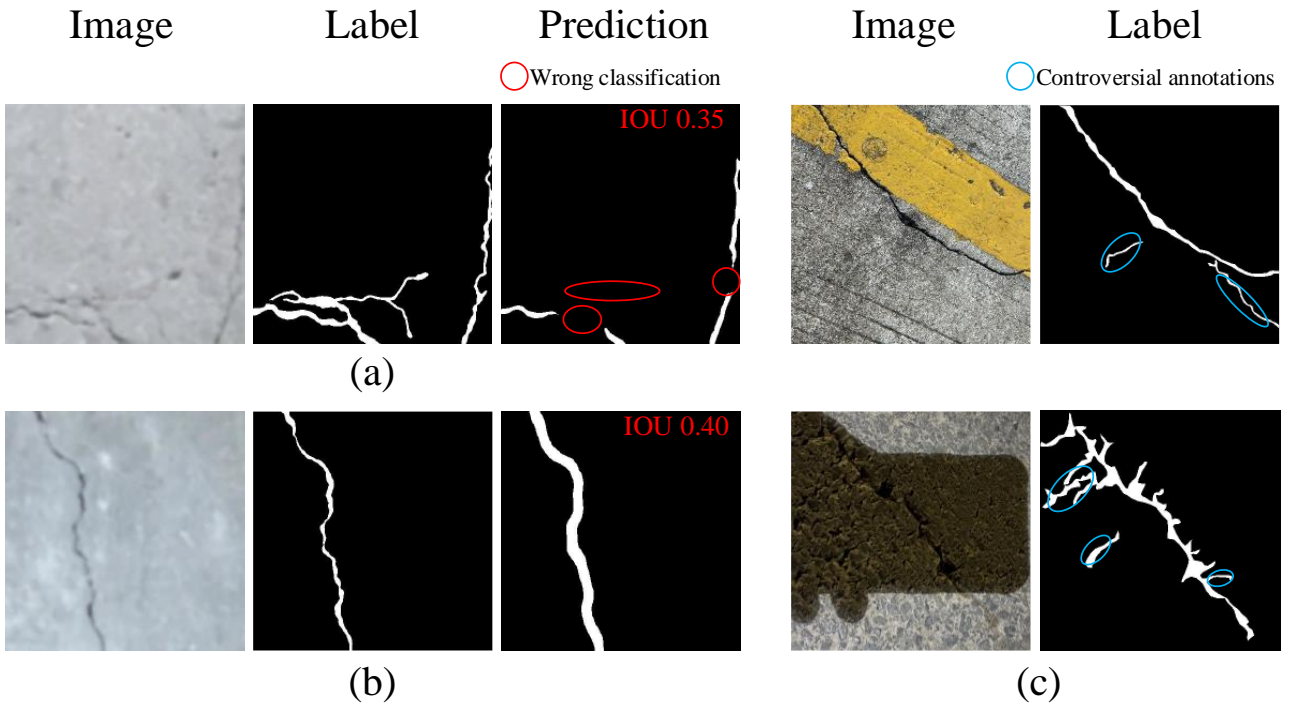 Image Label Prediction Image Label
Wrong classification Controversial annotations
IOU 0.35
(a)
IOU 0.40
(b) (c)